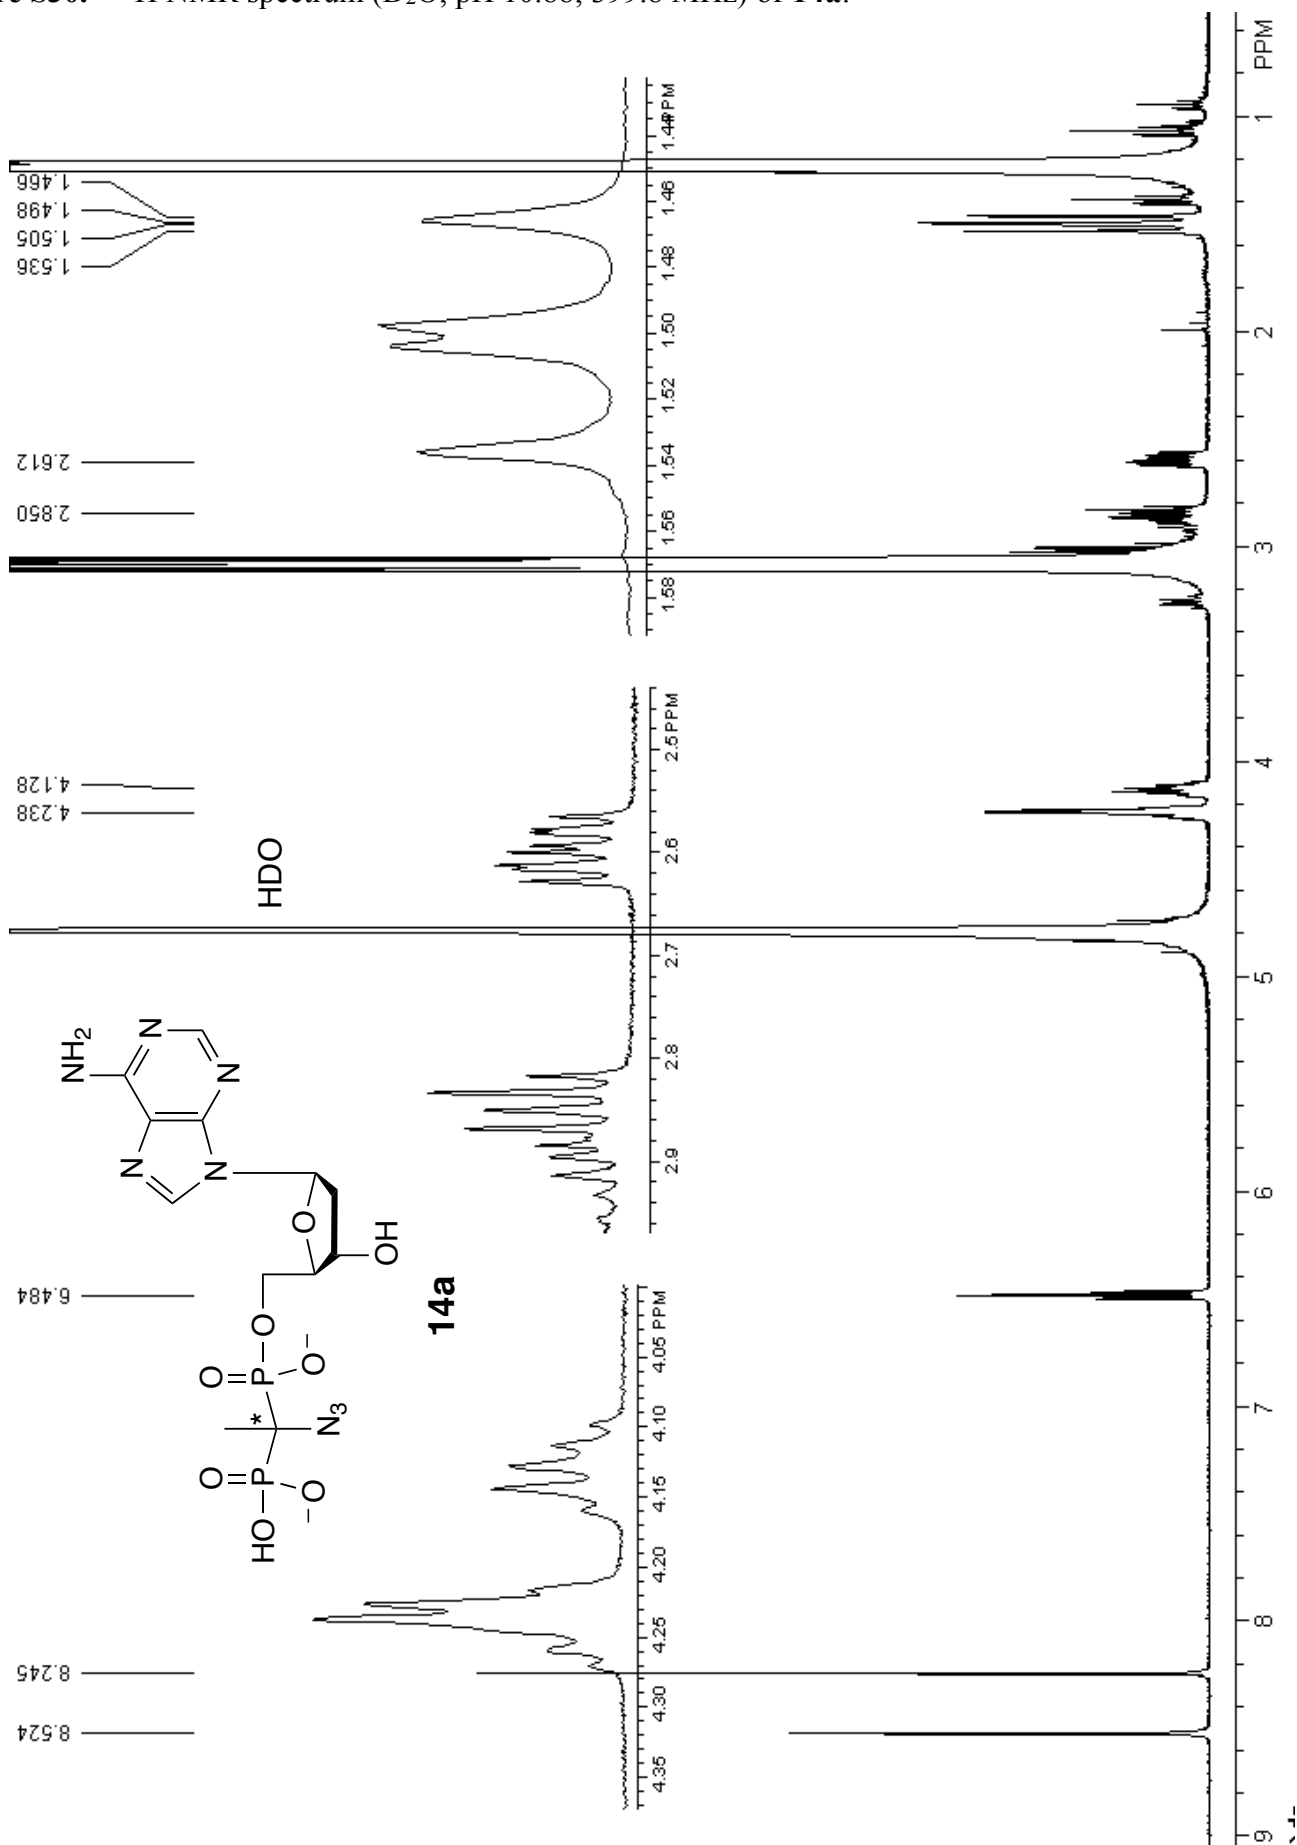 NMR spectrum (D2O, pH 10.88, 399.8 MHz) of 14a.
8.524
8.245
6.484
4.238
4.128
2.850
2.612
1.536
1.505
1.498
1.466
NH2
N
N
N
N
O
OH
O
O
P
O–
*
N3
O
P
HO
O–
14a
HDO
4.35 4.30 4.25 4.20 4.15 4.10 4.05 PPM
2.9 2.8 2.7 2.6 2.5 PPM
1.58 1.56 1.54 1.52 1.50 1.48 1.46 1.44 PPM
9 8 7 6 5 4 3 2 1 PPM